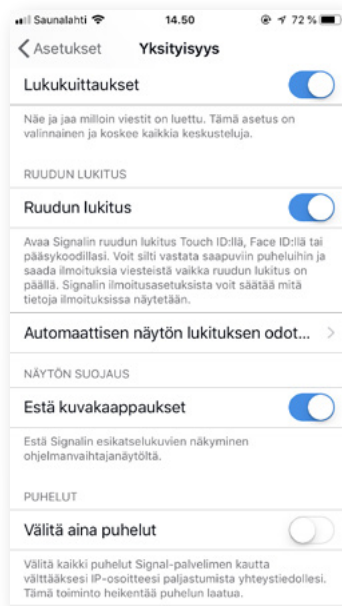 Saunalahti 14.50 72 %
Asetukset Yksityisyys
Lukukuittaukset
Näe ja jaa milloin viestit on luettu. Tämä asetus on
valinnainen ja koskee kaikkia keskusteluja.
RUUDUN LUKITUS
Ruudun lukitus
Avaa Signalin ruudun lukitus Touch ID:llä, Face ID:llä tai
pääsykoodillasi. Voit silti vastata saapuviin puheluihin ja
saada ilmoituksia viesteistä vaikka ruudun lukitus on
päällä. Signalin ilmoitusasetuksista voit säätää mitä
tietoja ilmoituksissa näytetään.
Automaattisen näytön lukituksen odot...
NÄYTÖN SUOJAUS
Estä kuvakaappaukset
Estä Signalin esikatselukuvien näkyminen
ohjelmanvaihtajanäytöltä.
PUHELUT
Välitä aina puhelut
Välitä kaikki puhelut Signal-palvelimen kautta
välttääksesi IP-osoitteesi paljastumista yhteystiedollesi.
Tämä toiminto heikentää puhelun laatua.